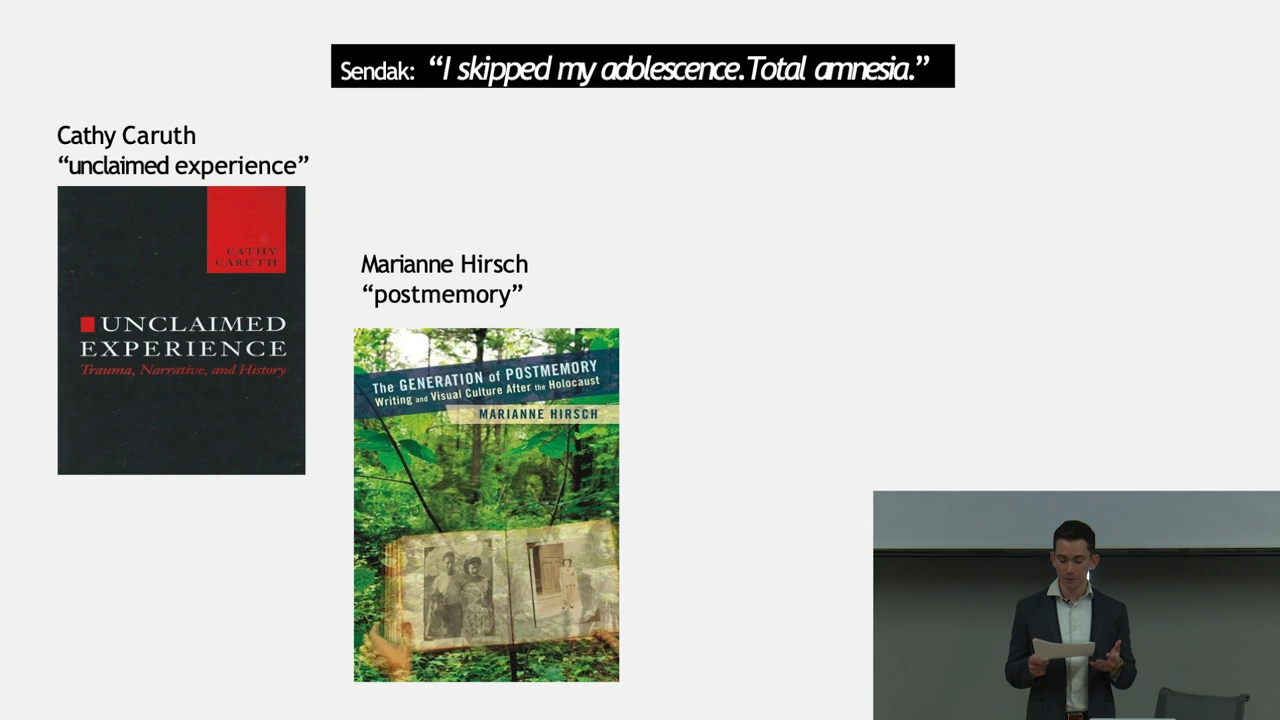 Sendak: “I skipped my adolescence.Total amnesia.”
Cathy Caruth
“unclaimed experience”
CATHY
CARUTH
UNCLAIMED
EXPERIENCE
Trauma, Narrative, and History
Marianne Hirsch
“postmemory”
The GENERATION of POSTMEMORY
Writing and Visual Culture After the Holocaust
MARIANNE HIRSCH